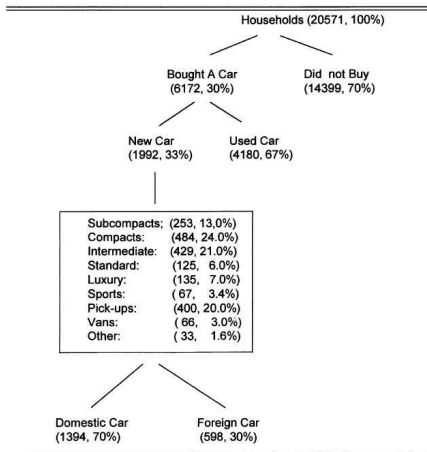 Households (20571, 100%)
Bought A Car Did not Buy
(6172, 30%) (14399, 70%)
New Car Used Car
(1992, 33%) (4180, 67%)
Subcompacts; (253, 13,0%)
Compacts: (484, 24.0%)
Intermediate: (429, 21.0%)
Standard: (125, 6.0%)
Luxury: (135, 7.0%)
Sports: ( 67, 3.4%)
Pick-ups: (400, 20.0%)
Vans: ( 66, 3.0%)
Other: ( 33, 1.6%)
Domestic Car Foreign Car
(1394, 70%) (598, 30%)